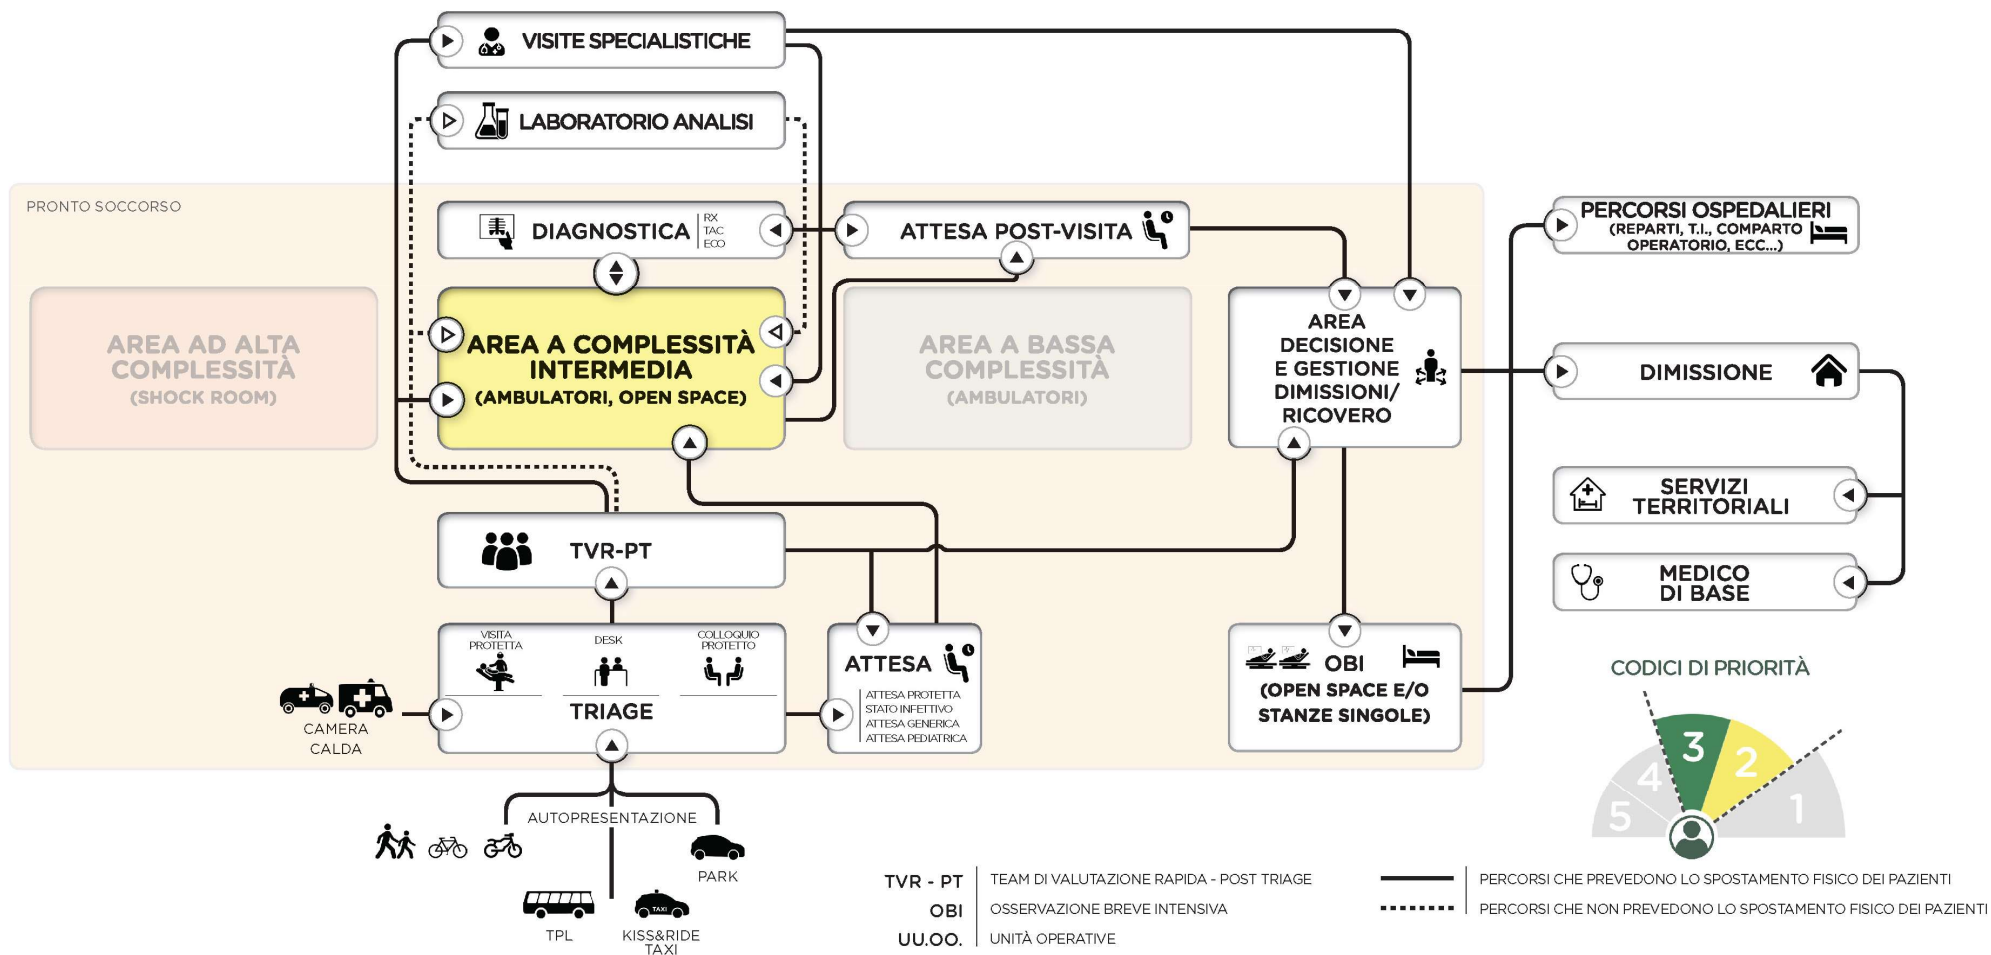 VISITE SPECIALISTICHE
LABORATORIO ANALISI
PRONTO SOCCORSO
DIAGNOSTICA
RX
TAC
ECO
ATTESA POST-VISITA
PERCORSI OSPEDALIERI
(REPARTI, T.I., COMPARTO
OPERATORIO, ECC...)
AREA AD ALTA
COMPLESSITÀ
(SHOCK ROOM)
AREA A COMPLESSITÀ
INTERMEDIA
(AMBULATORI, OPEN SPACE)
AREA A BASSA
COMPLESSITÀ
(AMBULATORI)
AREA
DECISIONE
E GESTIONE
DIMISSIONI/
RICOVERO
DIMISSIONE
SERVIZI
TERRITORIALI
MEDICO
DI BASE
TVR-PT
VISITA
PROTETTA
DESK
COLLOQUIO
PROTETTO
TRIAGE
ATTESA
ATTESA PROTETTA
STATO INFETTIVO
ATTESA GENERICA
ATTESA PEDIATRICA
OBI
(OPEN SPACE E/O
STANZE SINGOLE)
CAMERA
CALDA
AUTOPRESENTAZIONE
PARK
TPL
TAXI
KISS&RIDE
TAXI
CODICI DI PRIORITÀ
5
4
3
2
1
TVR - PT TEAM DI VALUTAZIONE RAPIDA - POST TRIAGE
OBI OSSERVAZIONE BREVE INTENSIVA
UU.OO. UNITÀ OPERATIVE
PERCORSI CHE PREVEDONO LO SPOSTAMENTO FISICO DEI PAZIENTI
PERCORSI CHE NON PREVEDONO LO SPOSTAMENTO FISICO DEI PAZIENTI